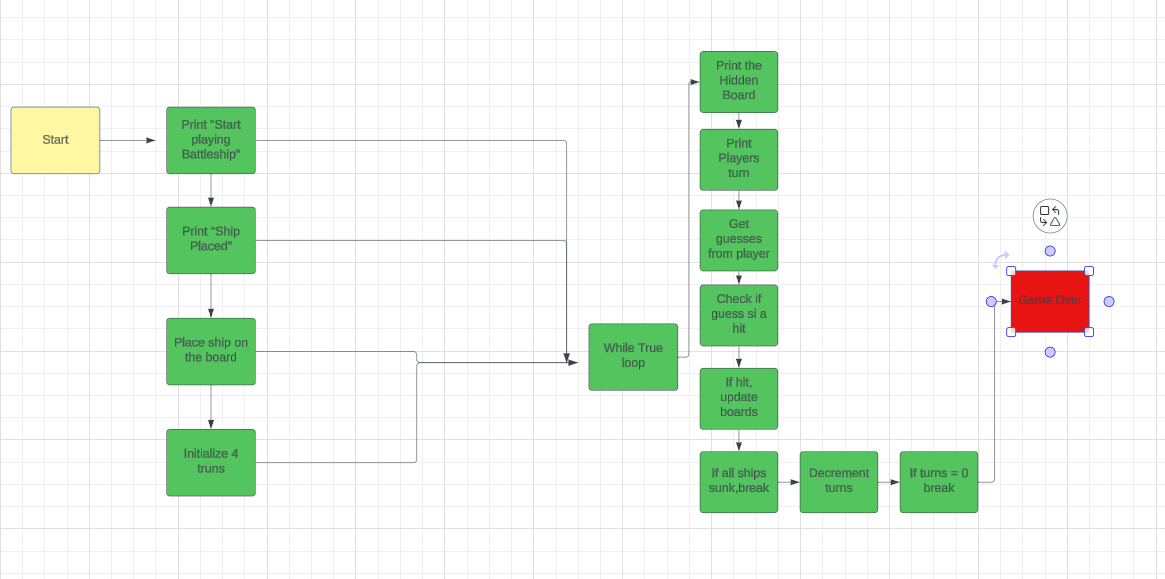 Start
Print "Start
playing
Battleship"
Print "Ship
Placed"
Place ship on
the board
Initialize 4
truns
While True
loop
Print the
Hidden
Board
Print
Players
turn
Get
guesses
from player
Check if
guess si a
hit
If hit,
update
boards
If all ships
sunk,break
Decrement
turns
If turns = 0
break
Game Over